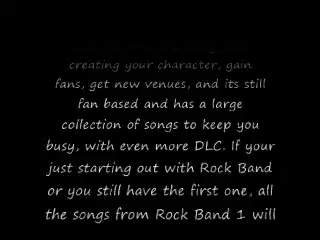 creating your character, gain
fans, get new venues, and its still
fan based and has a large
collection of songs to keep you
busy, with even more DLC. If your
just starting out with Rock Band
or you still have the first one, all
the songs from Rock Band 1 will